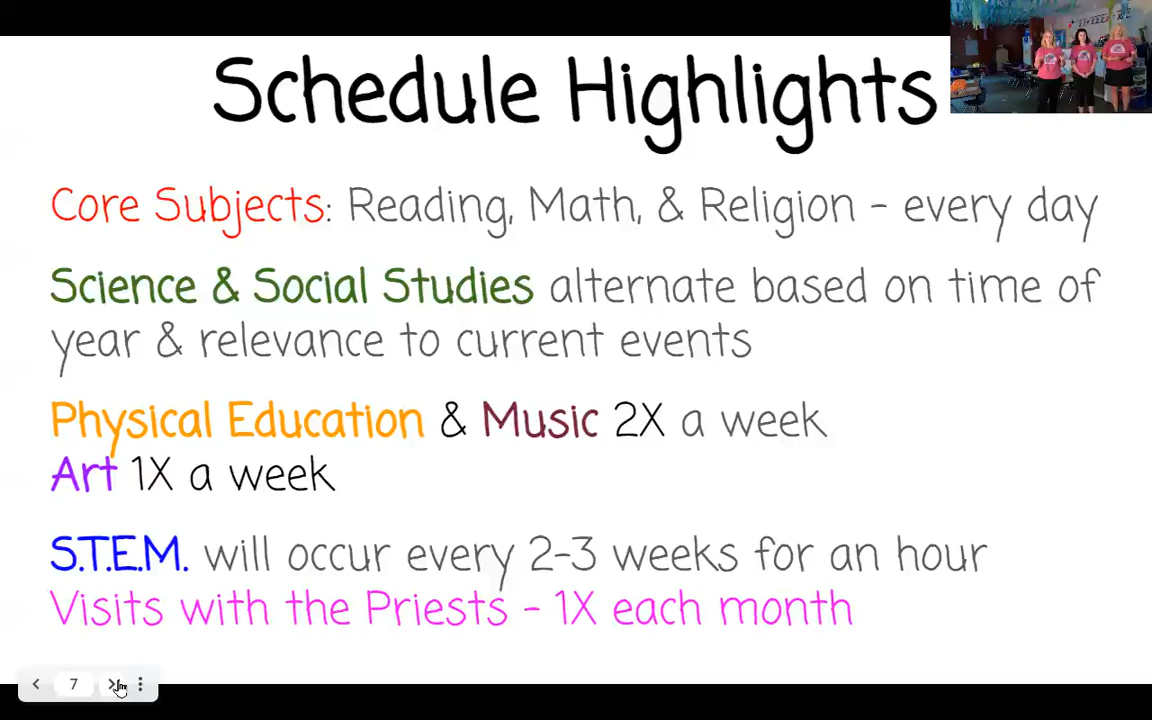 Schedule Highlights
Core Subjects: Reading, Math, & Religion - every day
Science & Social Studies alternate based on time of
year & relevance to current events
Physical Education & Music 2X a week
Art 1X a week
S.T.E.M. will occur every 2-3 weeks for an hour
Visits with the Priests - 1X each month
7